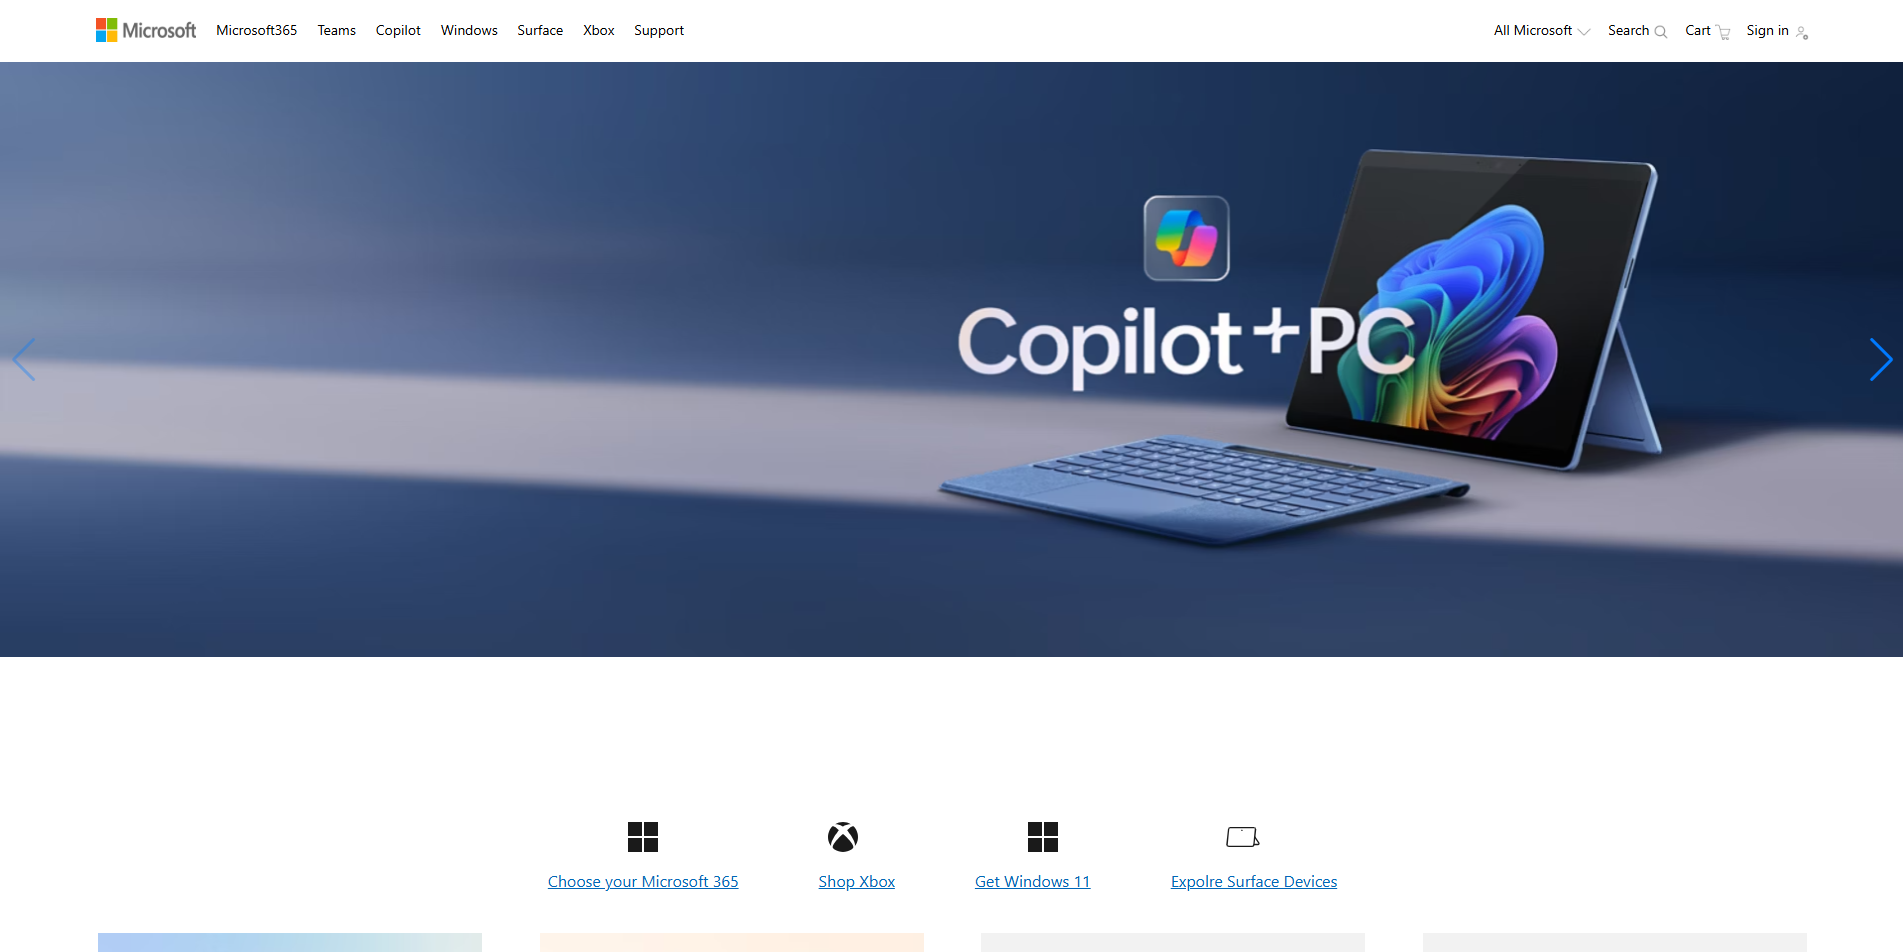 Microsoft Microsoft365 Teams Copilot Windows Surface Xbox Support All Microsoft Search Cart Sign in
Copilot+PC
Choose your Microsoft 365 Shop Xbox Get Windows 11 Expolre Surface Devices